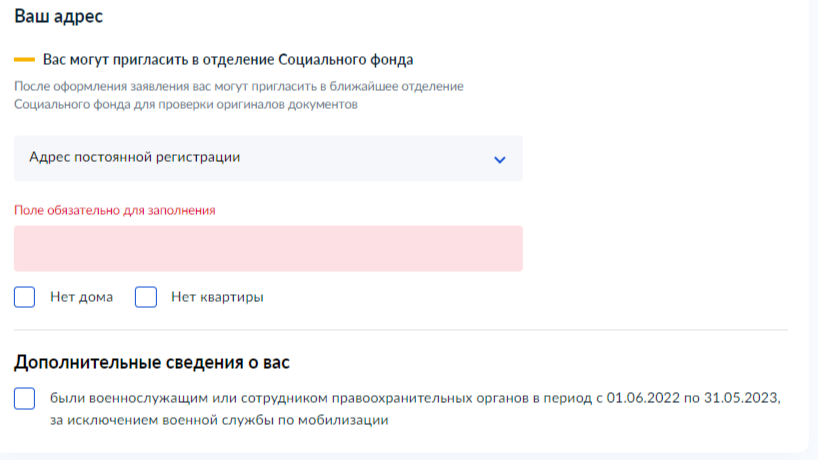 Ваш адрес
Вас могут пригласить в отделение Социального фонда
После оформления заявления вас могут пригласить в ближайшее отделение
Социального фонда для проверки оригиналов документов
Адрес постоянной регистрации
Поле обязательно для заполнения
Нет дома Нет квартиры
Дополнительные сведения о вас
были военнослужащим или сотрудником правоохранительных органов в период с 01.06.2022 по 31.05.2023,
за исключением военной службы по мобилизации